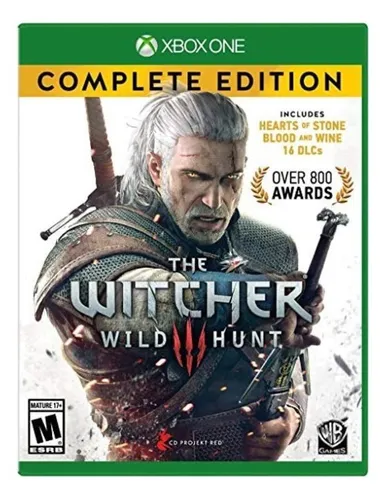 XBOX ONE
COMPLETE EDITION
INCLUDES
HEARTS OF STONE
BLOOD AND WINE
16 DLCs
OVER 800
AWARDS
THE
WITCHER
WILD III HUNT
MATURE 17+
M
ESRB
CD PROJEKT RED
WB
GAMES